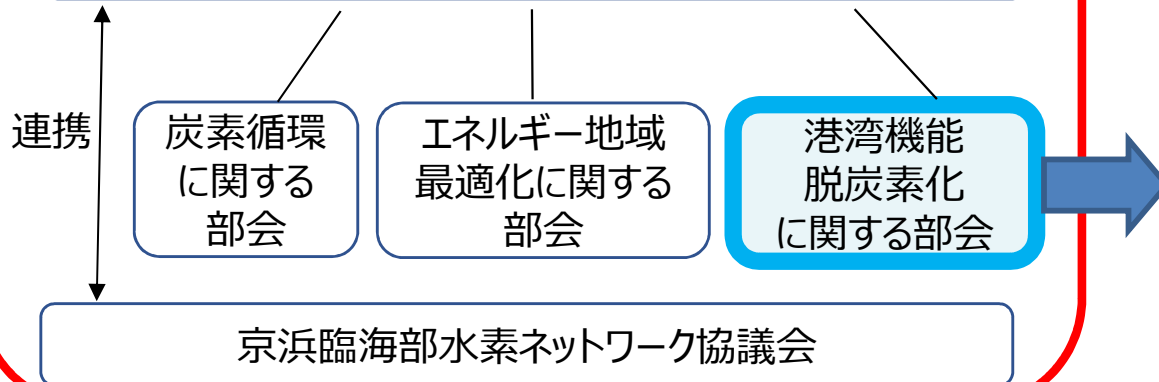 連携
炭素循環
に関する
部会
エネルギー地域
最適化に関する
部会
港湾機能
脱炭素化
に関する部会
京浜臨海部水素ネットワーク協議会